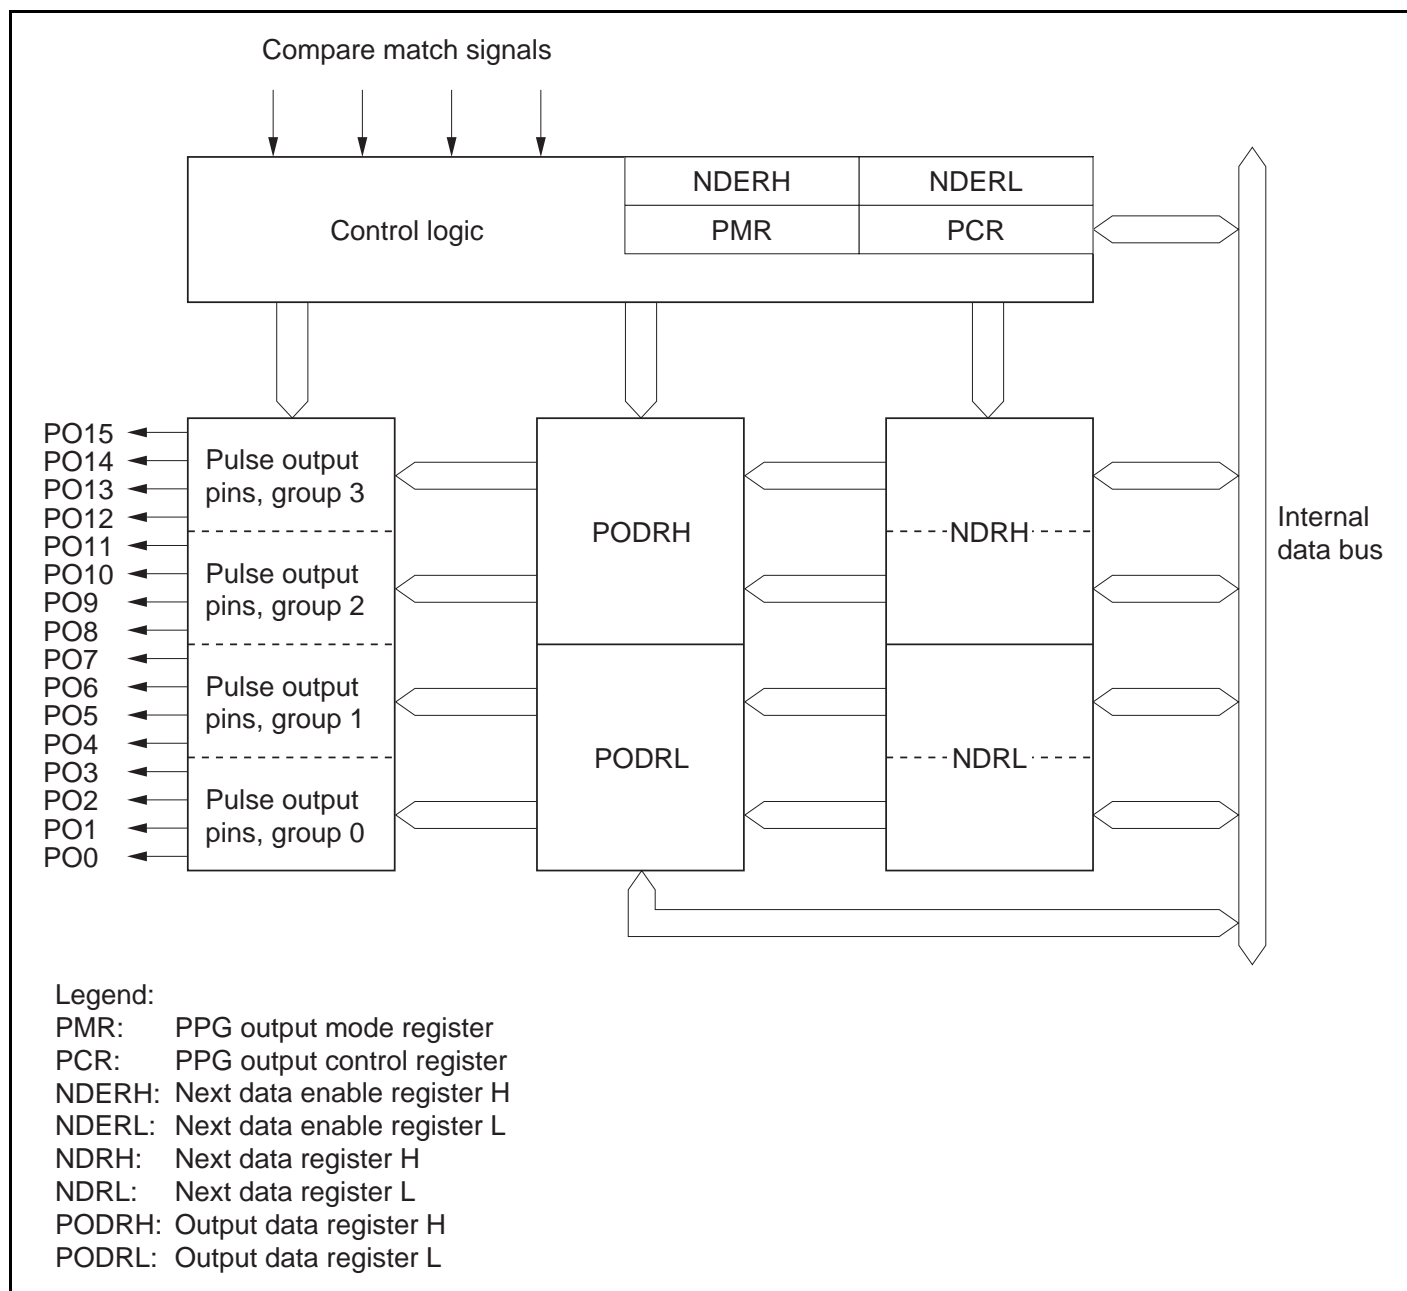 Compare match signals
NDERH
NDERL
Control logic
PMR
PCR
PO15
PO14
PO13
PO12
PO11
PO10
PO9
PO8
PO7
PO6
PO5
PO4
PO3
PO2
PO1
PO0
Pulse output
pins, group 3
Pulse output
pins, group 2
Pulse output
pins, group 1
Pulse output
pins, group 0
PODRH
PODRL
NDRH
NDRL
Internal
data bus
Legend:
PMR: PPG output mode register
PCR: PPG output control register
NDERH: Next data enable register H
NDERL: Next data enable register L
NDRH: Next data register H
NDRL: Next data register L
PODRH: Output data register H
PODRL: Output data register L